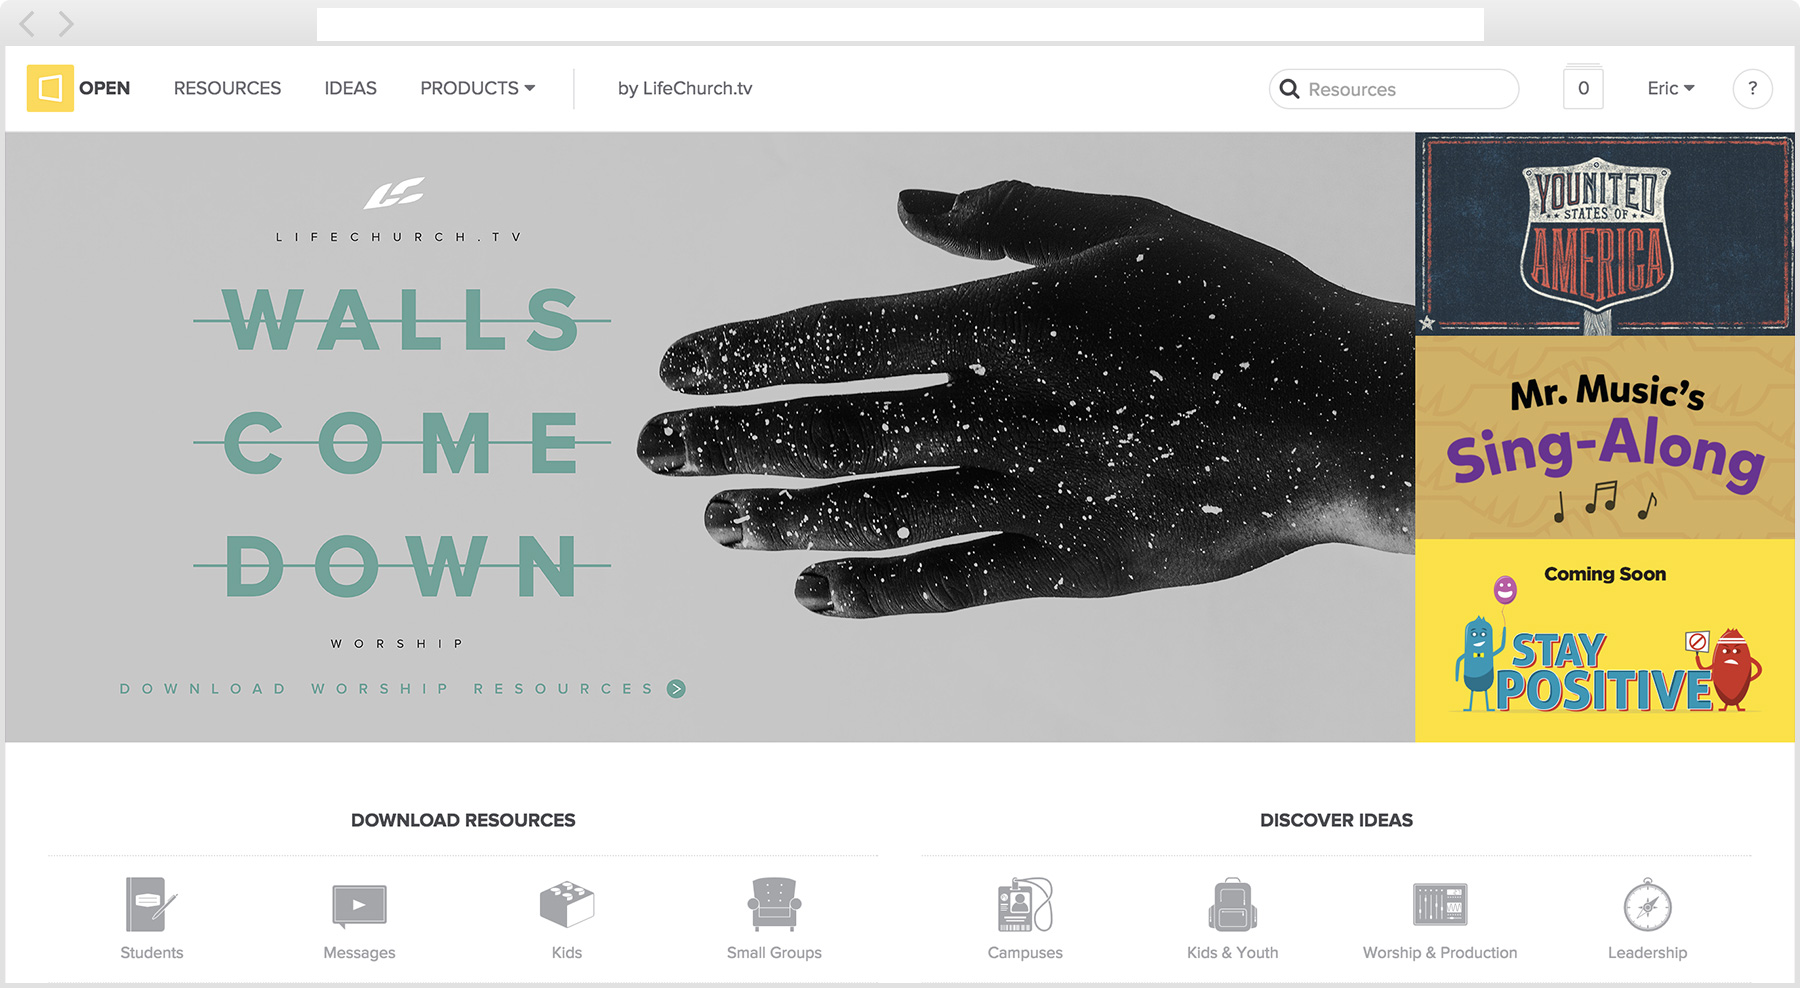 OPEN RESOURCES IDEAS PRODUCTS by LifeChurch.tv Resources 0 Eric ?
LIFECHURCH.TV
WALLS
COME
DOWN
WORSHIP
DOWNLOAD WORSHIP RESOURCES
YOUNITED
STATES OF
AMERICA
Mr. Music's
Sing-Along
Coming Soon
STAY
POSITIVE
DOWNLOAD RESOURCES
Students Messages Kids Small Groups
DISCOVER IDEAS
Campuses Kids & Youth Worship & Production Leadership